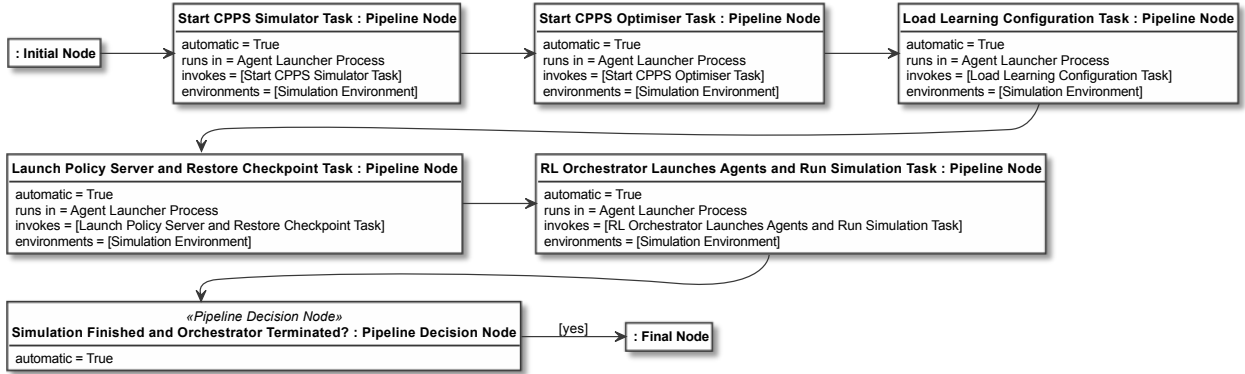 : Initial Node
Start CPPS Simulator Task : Pipeline Node
automatic = True
runs in = Agent Launcher Process
invokes = [Start CPPS Simulator Task]
environments = [Simulation Environment]
Start CPPS Optimiser Task : Pipeline Node
automatic = True
runs in = Agent Launcher Process
invokes = [Start CPPS Optimiser Task]
environments = [Simulation Environment]
Load Learning Configuration Task : Pipeline Node
automatic = True
runs in = Agent Launcher Process
invokes = [Load Learning Configuration Task]
environments = [Simulation Environment]
Launch Policy Server and Restore Checkpoint Task : Pipeline Node
automatic = True
runs in = Agent Launcher Process
invokes = [Launch Policy Server and Restore Checkpoint Task]
environments = [Simulation Environment]
RL Orchestrator Launches Agents and Run Simulation Task : Pipeline Node
automatic = True
runs in = Agent Launcher Process
invokes = [RL Orchestrator Launches Agents and Run Simulation Task]
environments = [Simulation Environment]
«Pipeline Decision Node»
Simulation Finished and Orchestrator Terminated? : Pipeline Decision Node
automatic = True
[yes]
: Final Node